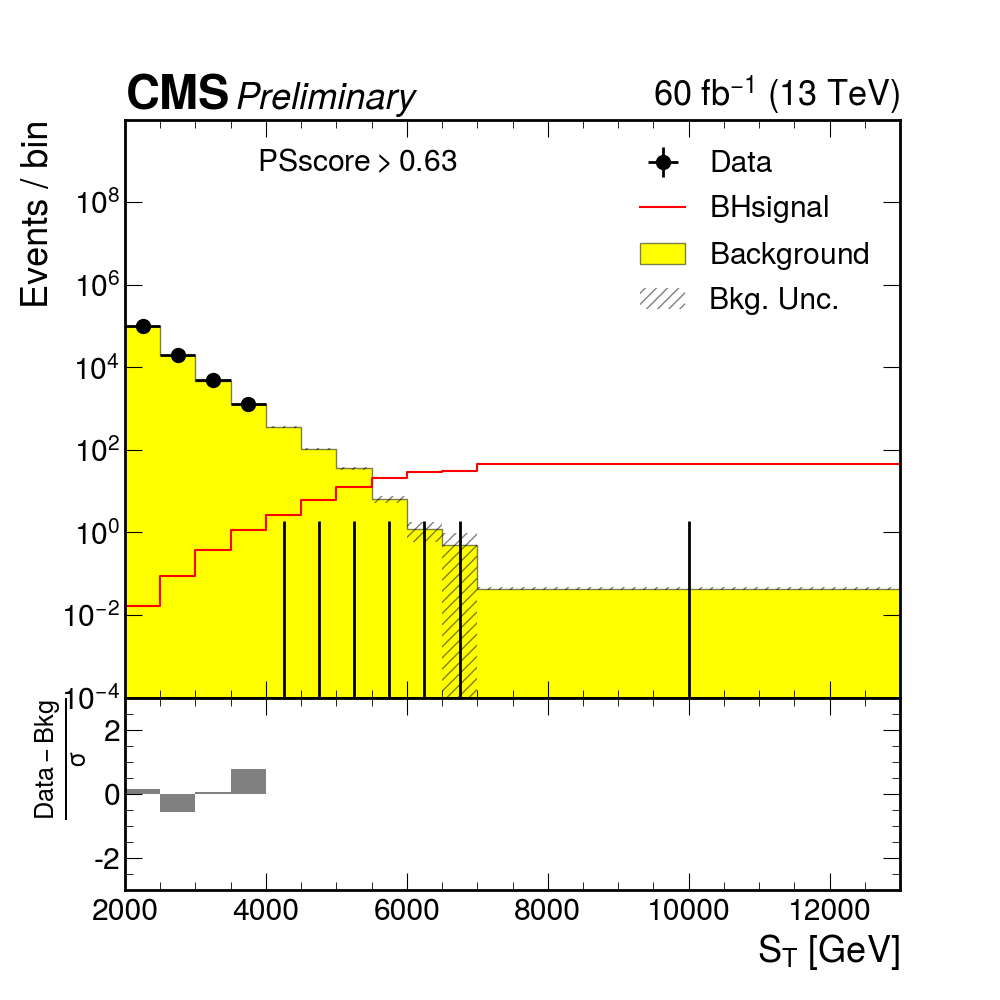 CMS Preliminary 60 fb⁻¹ (13 TeV)
Events / bin
PSscore > 0.63
Data
BHsignal
Background
Bkg. Unc.
10⁸
10⁶
10⁴
10²
10⁰
10⁻²
10⁻⁴
Data − Bkg
σ
2
0
-2
2000 4000 6000 8000 10000 12000
S_T [GeV]